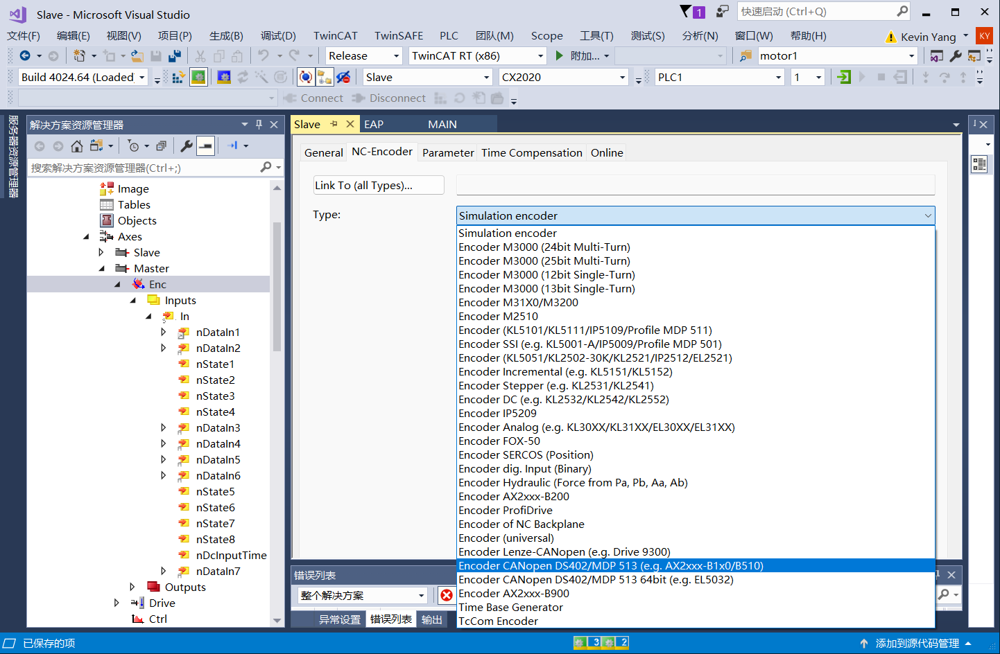 Slave - Microsoft Visual Studio
1
快速启动 (Ctrl+Q)
文件(F) 编辑(E) 视图(V) 项目(P) 生成(B) 调试(D) TwinCAT TwinSAFE PLC 团队(M) Scope 工具(T) 测试(S) 分析(N) 窗口(W) 帮助(H) Kevin Yang KY
Release TwinCAT RT (x86) 附加... motor1
Build 4024.64 (Loaded) Slave CX2020 PLC1 1
Connect Disconnect
服务器资源管理器
解决方案资源管理器
搜索解决方案资源管理器(Ctrl+;)
Image
Tables
Objects
Axes
Slave
Master
Enc
Inputs
In
nDataIn1
nDataIn2
nState1
nState2
nState3
nState4
nDataIn3
nDataIn4
nDataIn5
nDataIn6
nState5
nState6
nState7
nState8
nDcInputTime
nDataIn7
Outputs
Drive
Ctrl
Slave EAP MAIN
General NC-Encoder Parameter Time Compensation Online
Link To (all Types)...
Type: Simulation encoder
Simulation encoder
Encoder M3000 (24bit Multi-Turn)
Encoder M3000 (25bit Multi-Turn)
Encoder M3000 (12bit Single-Turn)
Encoder M3000 (13bit Single-Turn)
Encoder M31X0/M3200
Encoder M2510
Encoder (KL5101/KL5111/IP5109/Profile MDP 511)
Encoder SSI (e.g. KL5001-A/IP5009/Profile MDP 501)
Encoder (KL5051/KL2502-30K/KL2521/IP2512/EL2521)
Encoder Incremental (e.g. KL5151/KL5152)
Encoder Stepper (e.g. KL2531/KL2541)
Encoder DC (e.g. KL2532/KL2542/KL2552)
Encoder IP5209
Encoder Analog (e.g. KL30XX/KL31XX/EL30XX/EL31XX)
Encoder FOX-50
Encoder SERCOS (Position)
Encoder dig. Input (Binary)
Encoder Hydraulic (Force from Pa, Pb, Aa, Ab)
Encoder AX2xxx-B200
Encoder ProfiDrive
Encoder of NC Backplane
Encoder (universal)
Encoder Lenze-CANopen (e.g. Drive 9300)
Encoder CANopen DS402/MDP 513 (e.g. AX2xxx-B1x0/B510)
Encoder CANopen DS402/MDP 513 64bit (e.g. EL5032)
Encoder AX2xxx-B900
Time Base Generator
TcCom Encoder
错误列表
整个解决方案
异常设置 错误列表 输出
已保存的项 3 2 添加到源代码管理